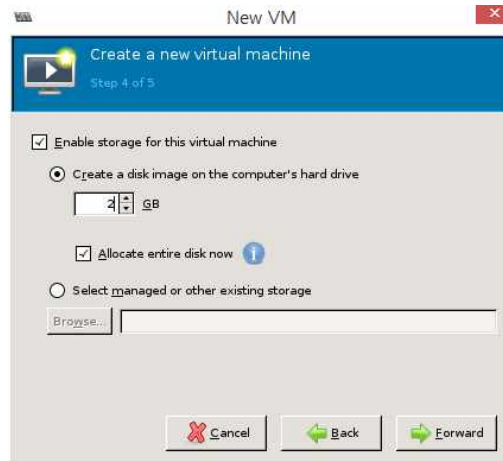 New VM
Create a new virtual machine
Step 4 of 5
Enable storage for this virtual machine
Create a disk image on the computer's hard drive
2 GB
Allocate entire disk now
Select managed or other existing storage
Browse...
Cancel Back Forward